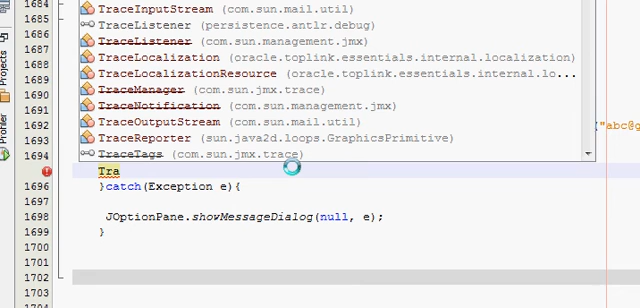 1684
1685
1686
1687
1688
1689
1690
1691
1692
1693
1694
1696
1697
1698
1699
1700
1701
1702
1703
1704
Projects
Profiler
TraceInputStream (com.sun.mail.util)
TraceListener (persistence.antlr.debug)
TraceListener (com.sun.management.jmx)
TraceLocalization (oracle.toplink.essentials.internal.localization)
TraceLocalizationResource (oracle.toplink.essentials.internal.lo...
TraceManager (com.sun.jmx.trace)
TraceNotification (com.sun.management.jmx)
TraceOutputStream (com.sun.mail.util)
TraceReporter (sun.java2d.loops.GraphicsPrimitive)
TraceTags (com.sun.jmx.trace)
("abc@g
Tra
}catch(Exception e){
JOptionPane.showMessageDialog(null, e);
}